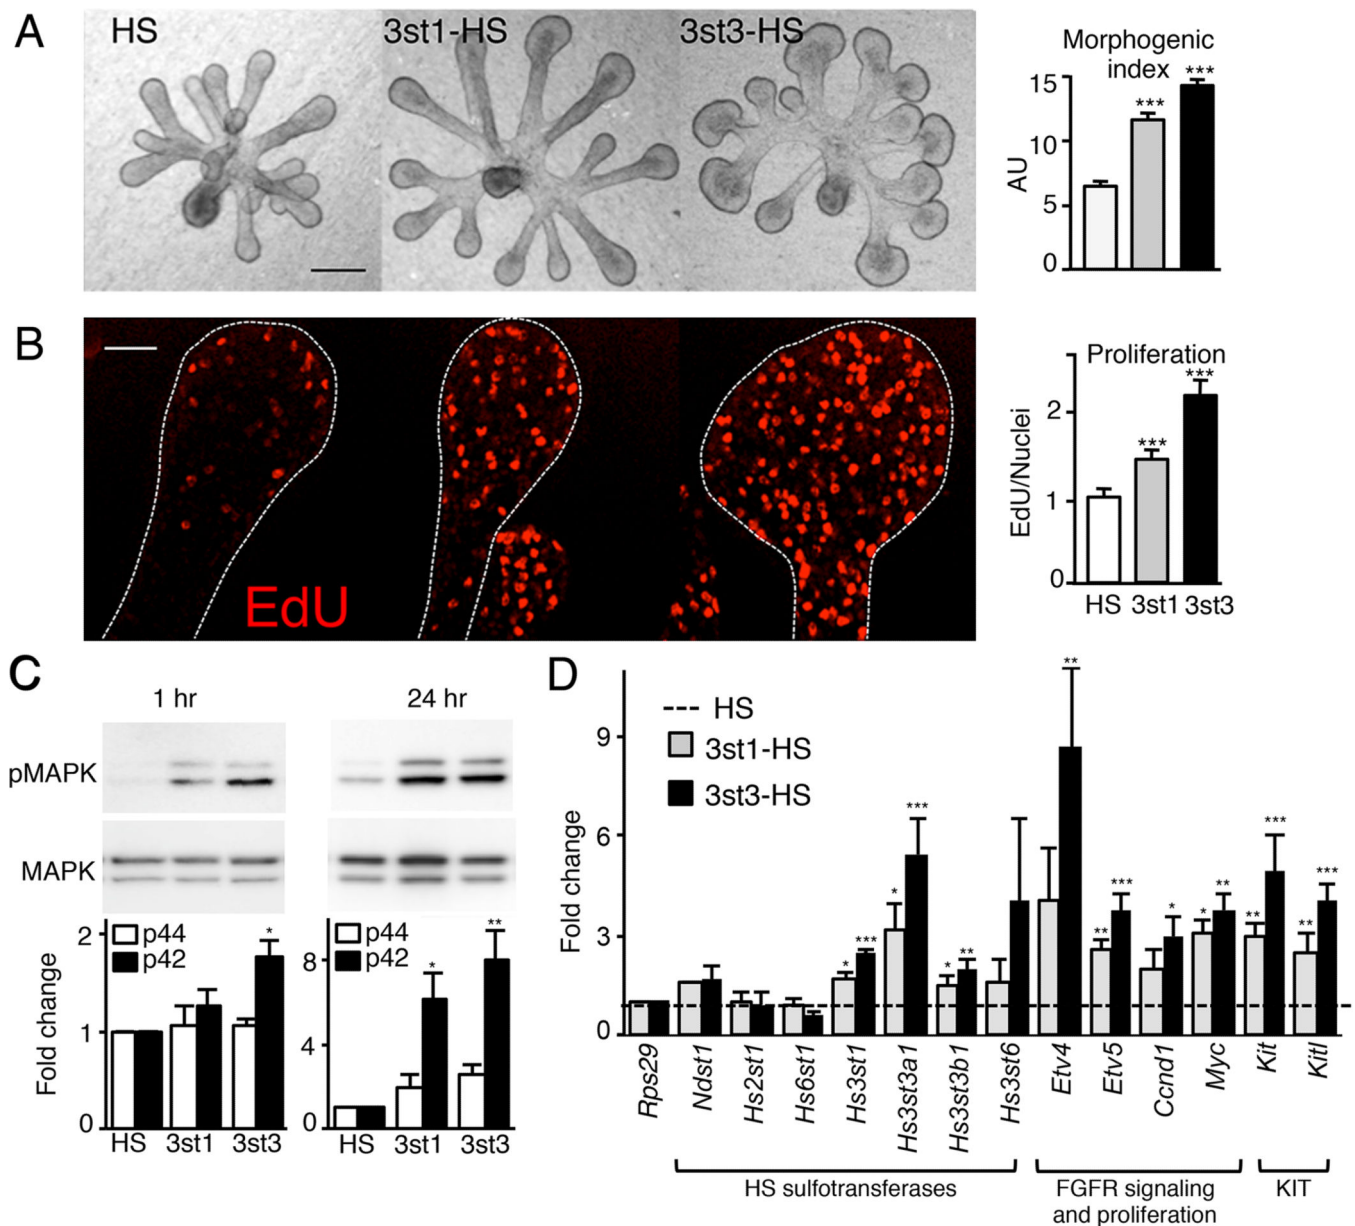 A
HS
3st1-HS
3st3-HS
Morphogenic
index
15
10
5
0
AU
***
***
B
EdU
Proliferation
2
1
0
EdU/Nuclei
***
***
HS 3st1 3st3
C
1 hr
24 hr
pMAPK
MAPK
Fold change
2
1
0
p44
p42
*
HS 3st1 3st3
8
4
0
p44
p42
*
**
HS 3st1 3st3
D
Fold change
9
6
3
0
HS
3st1-HS
3st3-HS
* *** * *** * ** ** ** *** * * ** ** *** ** ***
Rps29
Ndst1
Hs2st1
Hs6st1
Hs3st1
Hs3st3a1
Hs3st3b1
Hs3st6
Etv4
Etv5
Ccnd1
Myc
Kit
Kitl
HS sulfotransferases
FGFR signaling
and proliferation
KIT